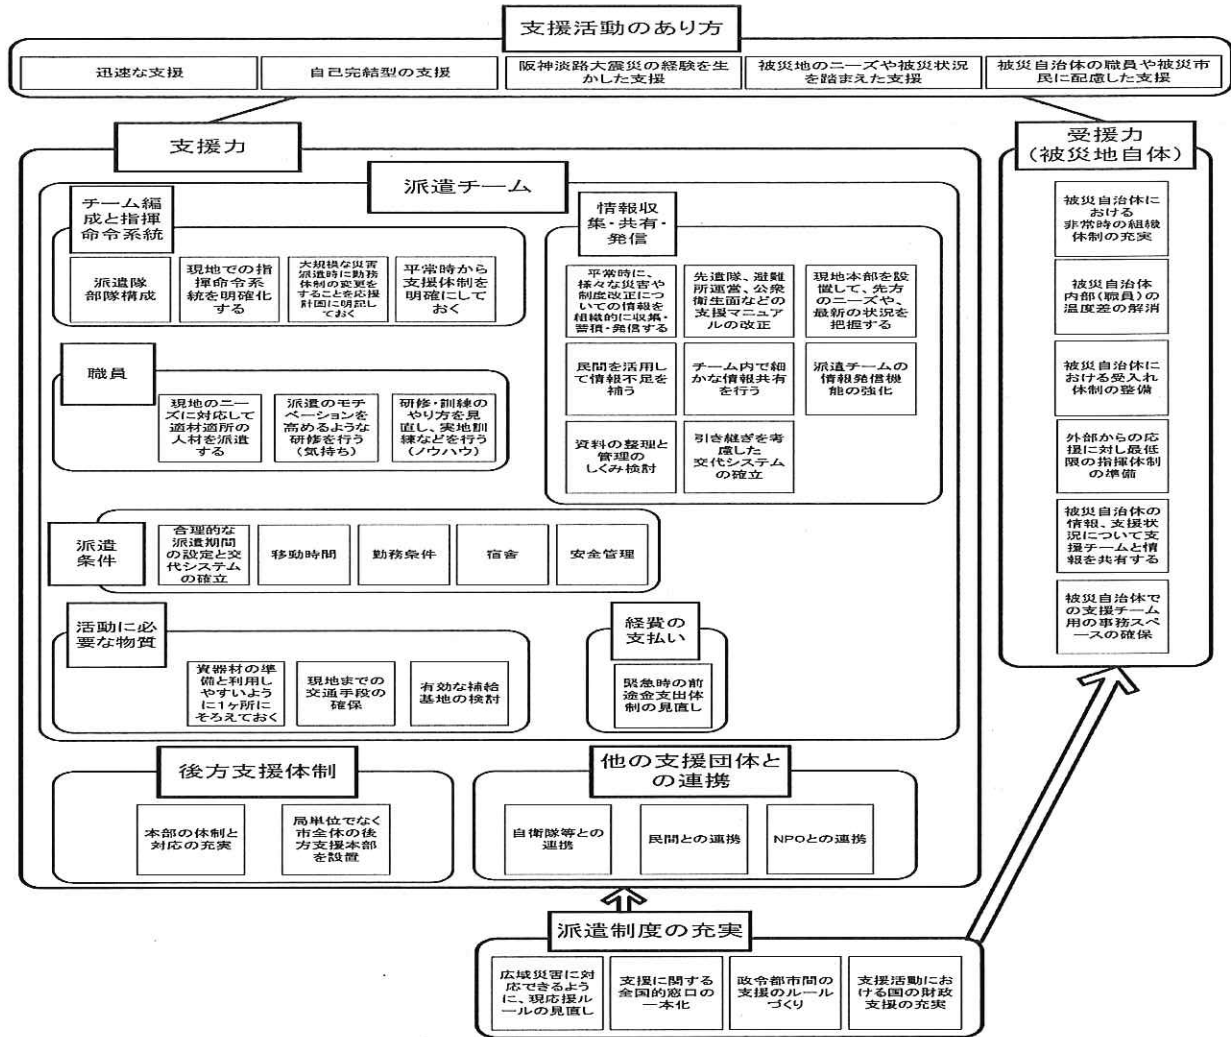 支援活動のあり方
迅速な支援
自己完結型の支援
阪神淡路大震災の経験を生
かした支援
被災地のニーズや被災状況
を踏まえた支援
被災自治体の職員や被災市
民に配慮した支援
支援力
派遣チーム
チーム編
成と指揮
命令系統
派遣隊
部隊構成
現地での指
揮命令系
統を明確化
する
大規模な災害
派遣時に勤務
体制の変更を
することを応援
計画に明記し
ておく
平常時から
支援体制を
明確にして
おく
情報収
集・共有・
発信
平常時に、
様々な災害や
制度改正につ
いての情報を
組織的に収集・
蓄積・発信する
先遣隊、避難
所運営、公衆
衛生面などの
支援マニュア
ルの改正
現地本部を設
置して、先方
のニーズや、
最新の状況を
把握する
民間を活用し
て情報不足を
補う
チーム内で細
かな情報共有
を行う
派遣チームの
情報発信機
能の強化
資料の整理と
管理の
しくみ検討
引き継ぎを考
慮した
交代システム
の確立
職員
現地のニー
ズに対応して
適材適所の
人材を派遣
する
派遣のモチ
ベーションを
高めるような
研修を行う
(気持ち)
研修・訓練の
やり方を見
直し、実地訓
練などを行う
(ノウハウ)
派遣
条件
合理的な
派遣期間
の設定と交
代システム
の確立
移動時間
勤務条件
宿舎
安全管理
活動に必
要な物質
資器材の準
備と利用し
やすいよう
に1ヶ所に
そろえておく
現地までの
交通手段の
確保
有効な補給
基地の検討
経費の
支払い
緊急時の前
途金支出体
制の見直し
後方支援体制
本部の体制と
対応の充実
局単位でなく
市全体の後
方支援本部
を設置
他の支援団体と
の連携
自衛隊等との
連携
民間との連携
NPOとの連携
受援力
(被災地自体)
被災自治体に
おける
非常時の組織
体制の充実
被災自治体
内部(職員)の
温度差の解消
被災自治体に
おける受入れ
体制の整備
外部からの応
援に対し最低
限の指揮体制
の準備
被災自治体の
情報、支援状
況について支
援チームと情
報を共有する
被災自治体で
の支援チーム
用の事務スペ
ースの確保
派遣制度の充実
広域災害に対
応できるよう
に、現応援ル
ールの見直し
支援に関する
全国的窓口の
一本化
政令都市間の
支援のルール
づくり
支援活動にお
ける国の財政
支援の充実